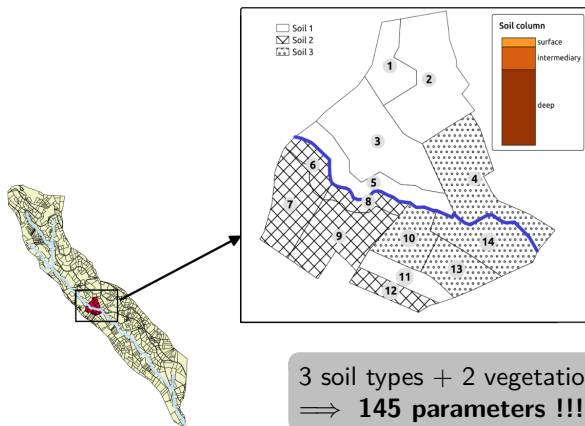 Soil 1
Soil 2
Soil 3
Soil column
surface
intermediary
deep
1
2
3
4
5
6
7
8
9
10
14
11
13
12
3 soil types + 2 vegetatio
⟹ 145 parameters !!!